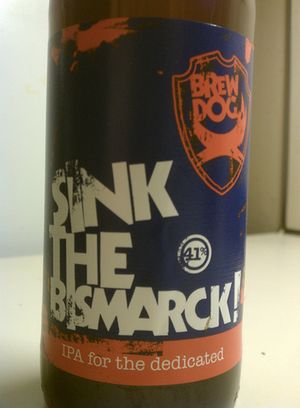 BREW
DOG
SINK
THE
BISMARCK!
41%
IPA for the dedicated